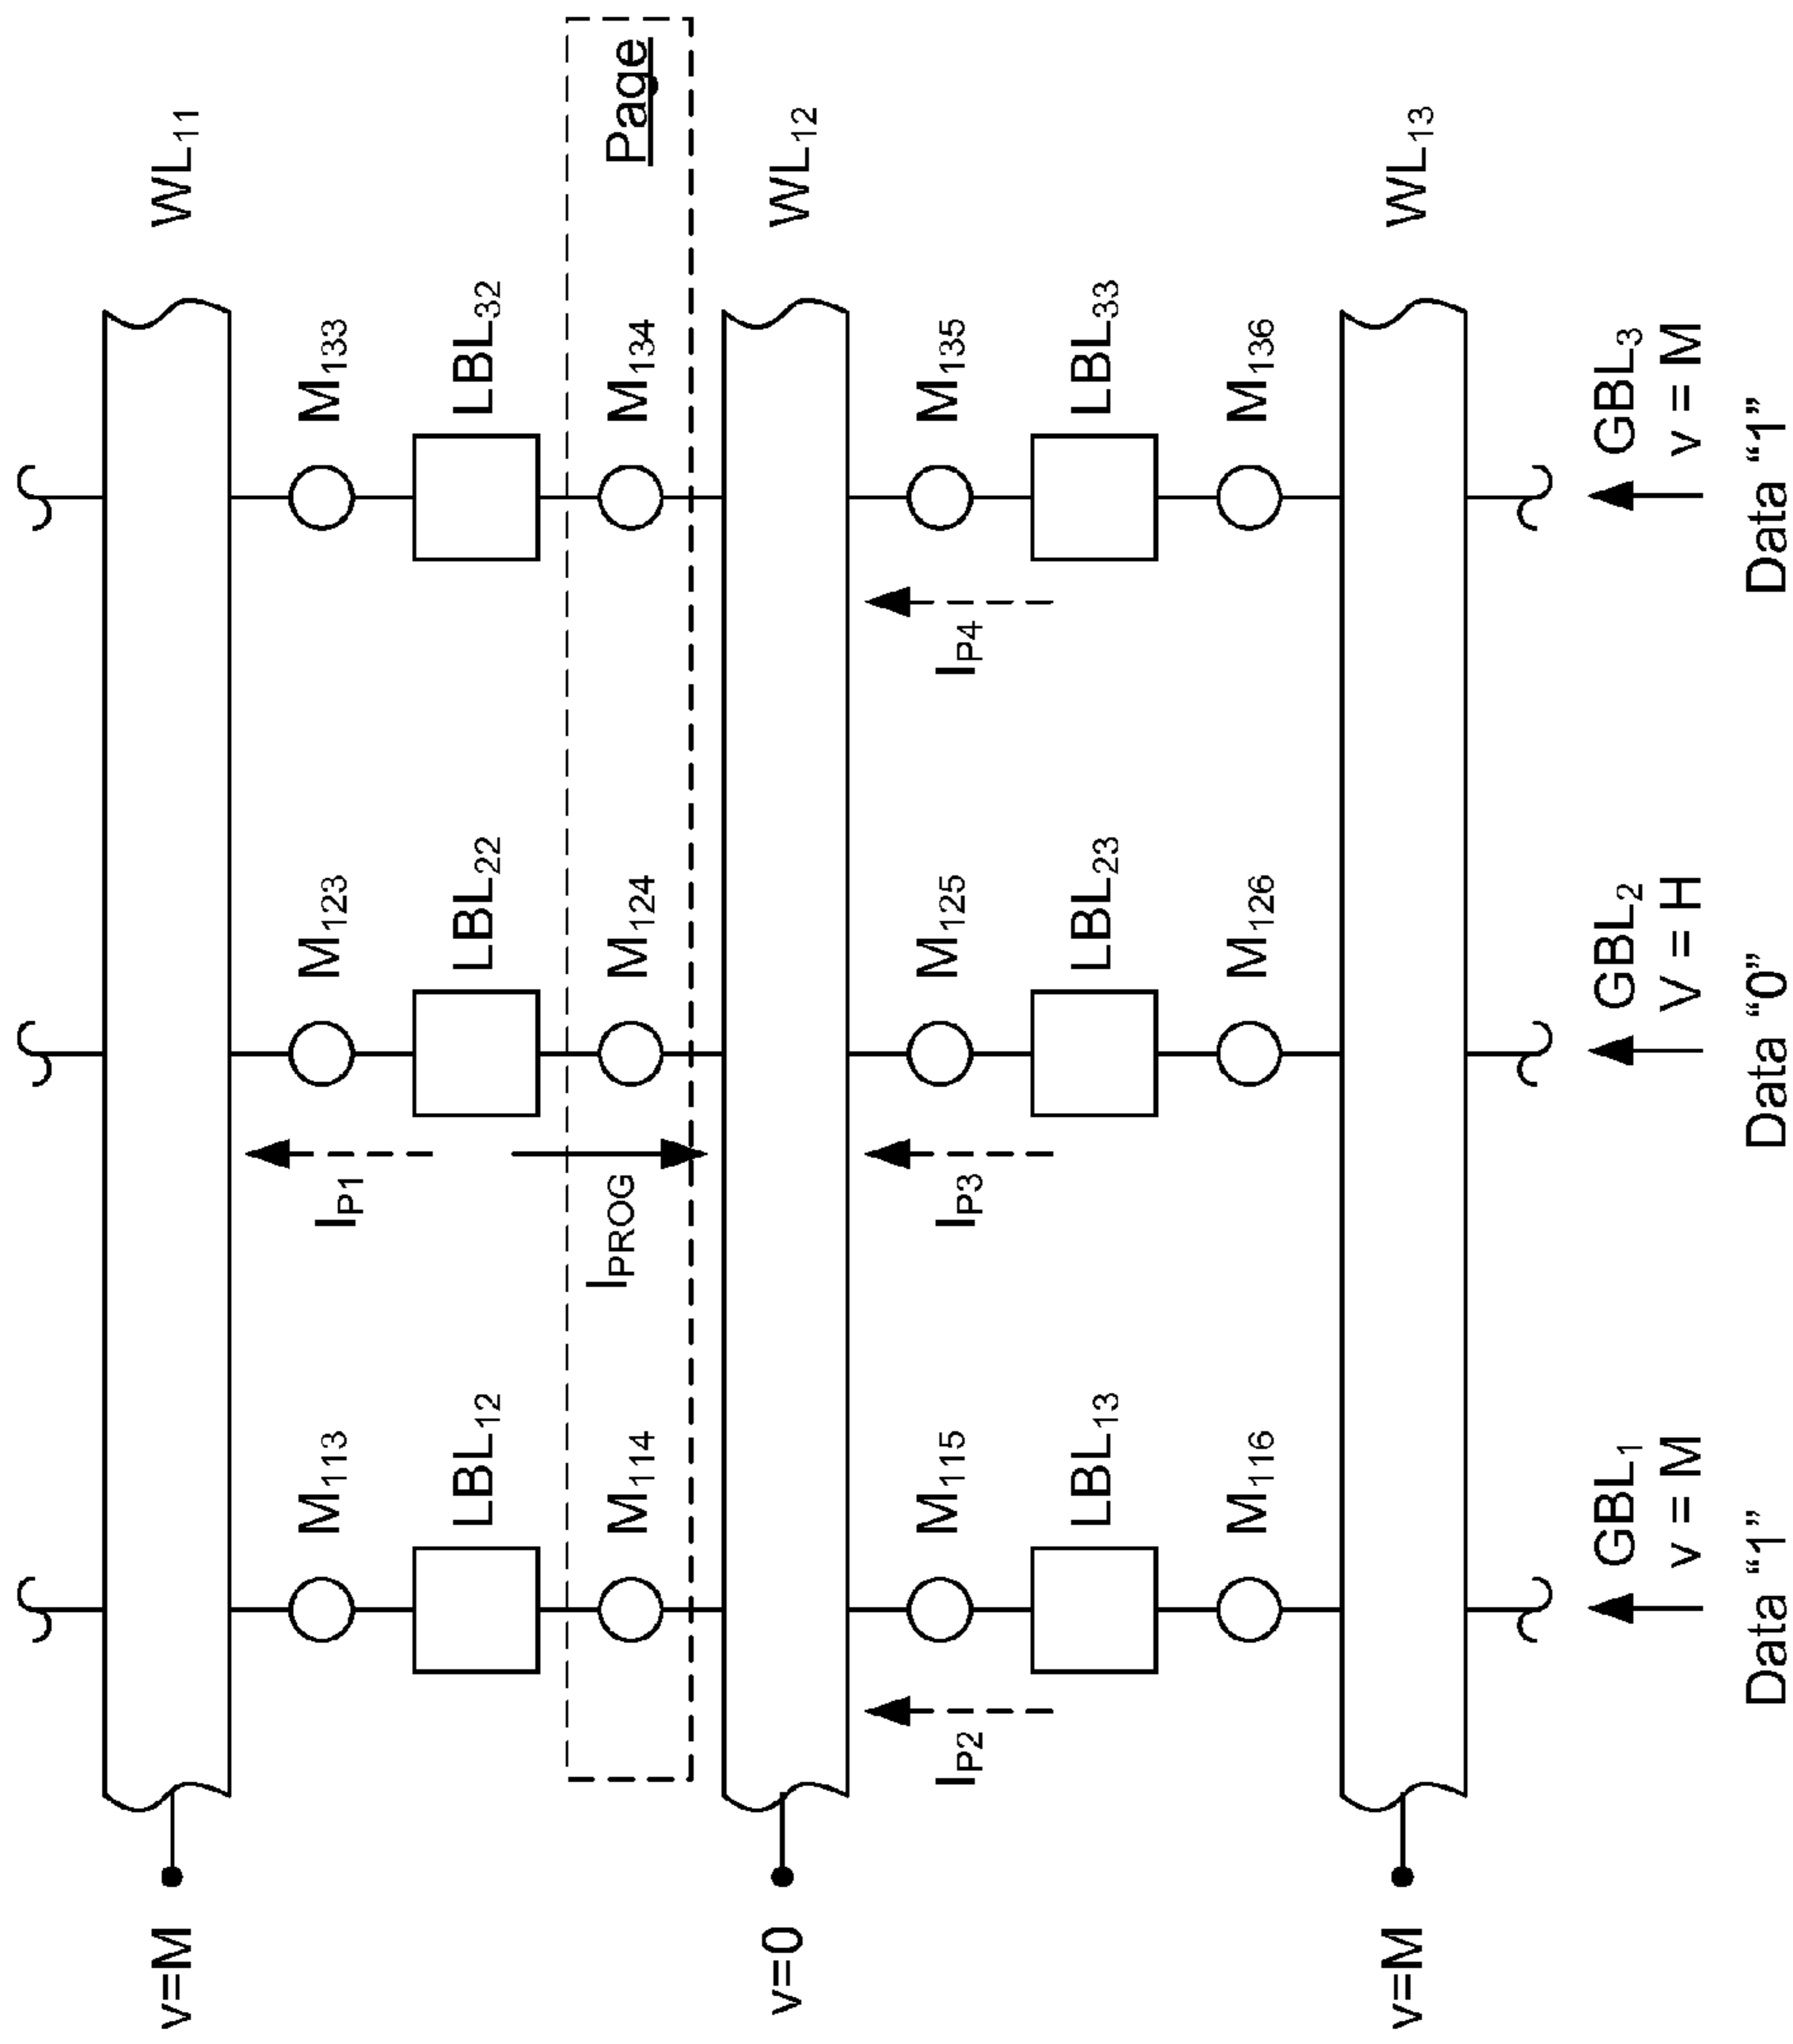 WL11
Page
M133
LBL32
M134
M123
LBL22
M124
IP1
IPROG
M113
LBL12
M114
v=M
WL12
M135
LBL33
M136
IP4
M125
LBL23
M126
IP3
M115
LBL13
M116
IP2
v=0
WL13
v=M
GBL3
v = M
Data “1”
GBL2
V = H
Data “0”
GBL1
v = M
Data “1”